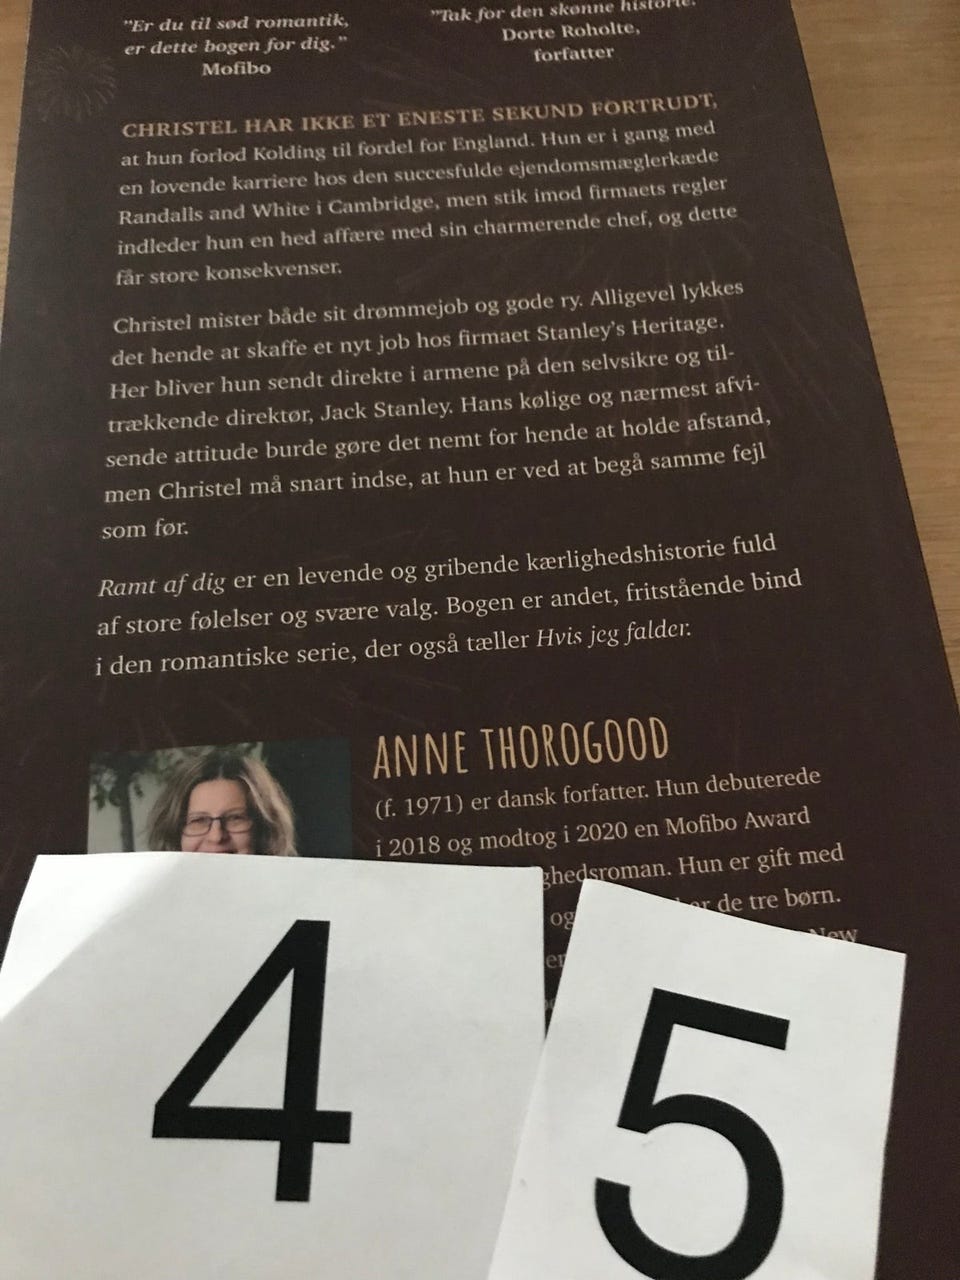 "Er du til sød romantik,
er dette bogen for dig."
Mofibo
"Tak for den skønne historie.
Dorte Roholte,
forfatter
CHRISTEL HAR IKKE ET ENESTE SEKUND FORTRUDT,
at hun forlod Kolding til fordel for England. Hun er i gang med
en lovende karriere hos den succesfulde ejendomsmæglerkæde
Randalls and White i Cambridge, men stik imod firmaets regler
indleder hun en hed affære med sin charmerende chef, og dette
får store konsekvenser.
Christel mister både sit drømmejob og gode ry. Alligevel lykkes
det hende at skaffe et nyt job hos firmaet Stanley's Heritage.
Her bliver hun sendt direkte i armene på den selvsikre og til-
trækkende direktør, Jack Stanley. Hans kølige og nærmest afvi-
sende attitude burde gøre det nemt for hende at holde afstand,
men Christel må snart indse, at hun er ved at begå samme fejl
som før.
Ramt af dig er en levende og gribende kærlighedshistorie fuld
af store følelser og svære valg. Bogen er andet, fritstående bind
i den romantiske serie, der også tæller Hvis jeg falder.
ANNE THOROGOOD
(f. 1971) er dansk forfatter. Hun debuterede
i 2018 og modtog i 2020 en Mofibo Award
ghedsroman. Hun er gift med
og de tre børn.
New
4
5